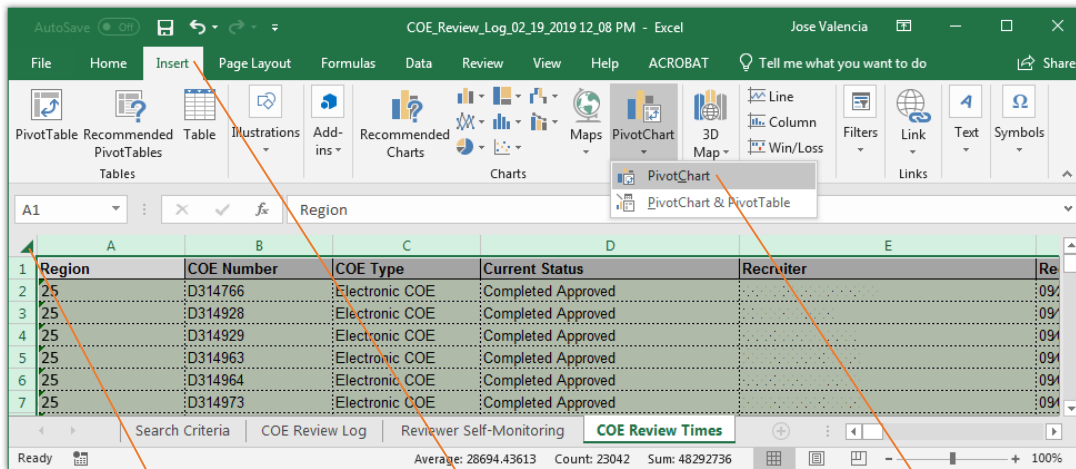 AutoSave Off COE_Review_Log_02_19_2019 12_08 PM - Excel Jose Valencia
File Home Insert Page Layout Formulas Data Review View Help ACROBAT Tell me what you want to do Share
PivotTable Recommended PivotTables Table Illustrations Add-ins Recommended Charts Maps PivotChart 3D Map Line Column Win/Loss Filters Link Text Symbols
Tables Charts Links
PivotChart
PivotChart & PivotTable
A1 fx Region
A B C D E
1 Region COE Number COE Type Current Status Recruiter Re
2 25 D314766 Electronic COE Completed Approved
3 25 D314928 Electronic COE Completed Approved
4 25 D314929 Electronic COE Completed Approved
5 25 D314963 Electronic COE Completed Approved
6 25 D314964 Electronic COE Completed Approved
7 25 D314973 Electronic COE Completed Approved
Search Criteria COE Review Log Reviewer Self-Monitoring COE Review Times
Ready Average: 28694.43613 Count: 23042 Sum: 48292736 100%